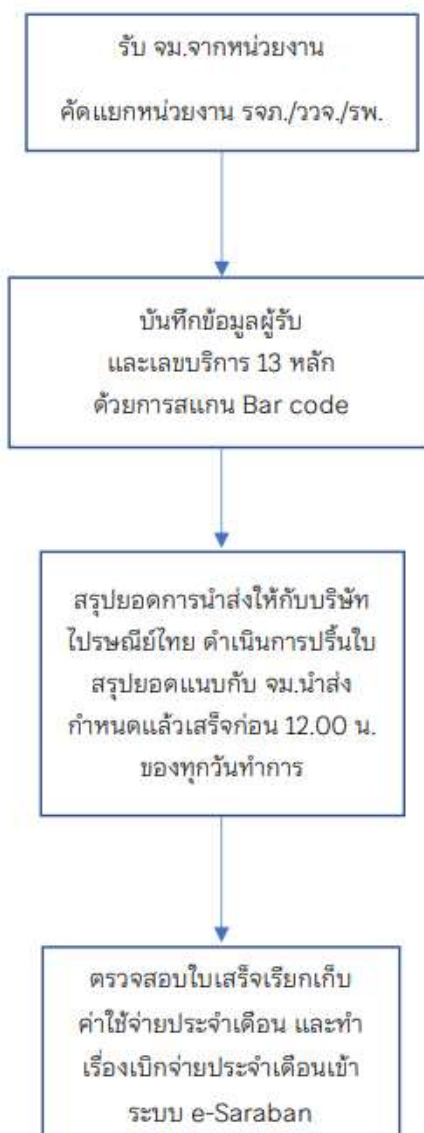 รับ จม.จากหน่วยงาน
คัดแยกหน่วยงาน รจภ./ววจ./รพ.
บันทึกข้อมูลผู้รับ
และเลขบริการ 13 หลัก
ด้วยการสแกน Bar code
สรุปยอดการนำส่งให้กับบริษัท
ไปรษณีย์ไทย ดำเนินการปริ้นใบ
สรุปยอดแนบกับ จม.นำส่ง
กำหนดแล้วเสร็จก่อน 12.00 น.
ของทุกวันทำการ
ตรวจสอบใบเสร็จเรียกเก็บ
ค่าใช้จ่ายประจำเดือน และทำ
เรื่องเบิกจ่ายประจำเดือนเข้า
ระบบ e-Saraban